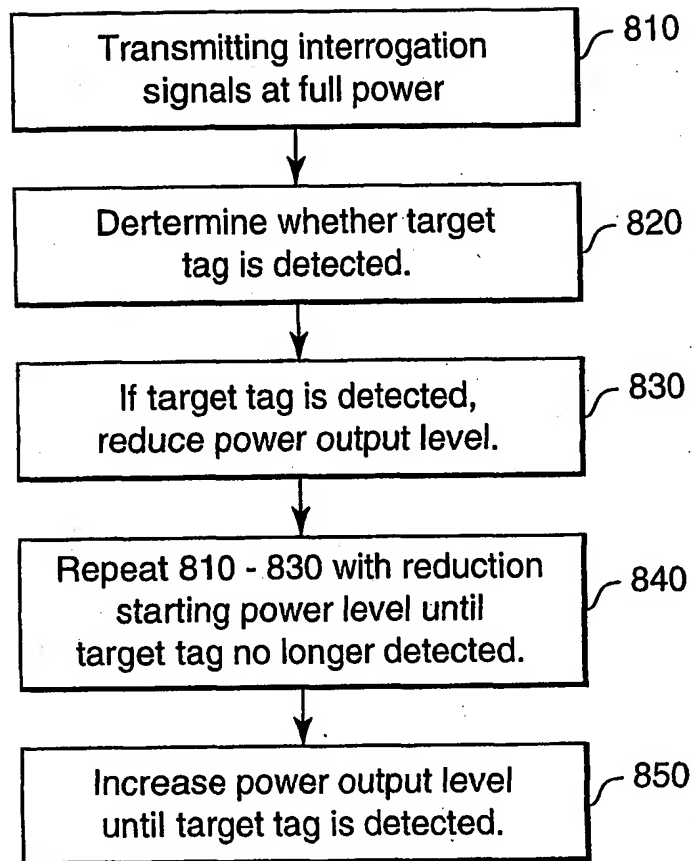 Transmitting interrogation
signals at full power
810
Dertermine whether target
tag is detected.
820
If target tag is detected,
reduce power output level.
830
Repeat 810 - 830 with reduction
starting power level until
target tag no longer detected.
840
Increase power output level
until target tag is detected.
850